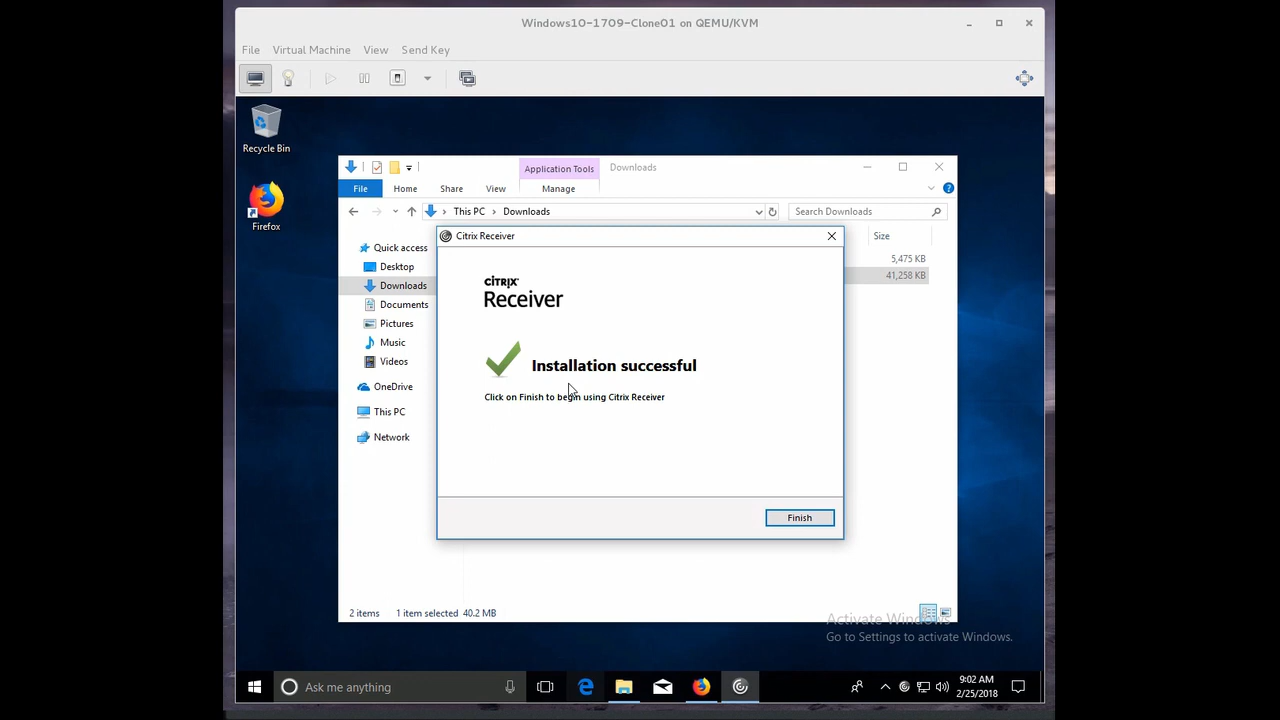 Windows10-1709-Clone01 on QEMU/KVM
File Virtual Machine View Send Key
Recycle Bin
Firefox
Application Tools Downloads
File Home Share View Manage
This PC > Downloads
Search Downloads
Quick access
Desktop
Downloads
Documents
Pictures
Music
Videos
OneDrive
This PC
Network
Size
5,475 KB
41,258 KB
Citrix Receiver
CİTRIX
Receiver
Installation successful
Click on Finish to begin using Citrix Receiver
Finish
2 items 1 item selected 40.2 MB
Activate Windows
Go to Settings to activate Windows.
Ask me anything
9:02 AM
2/25/2018